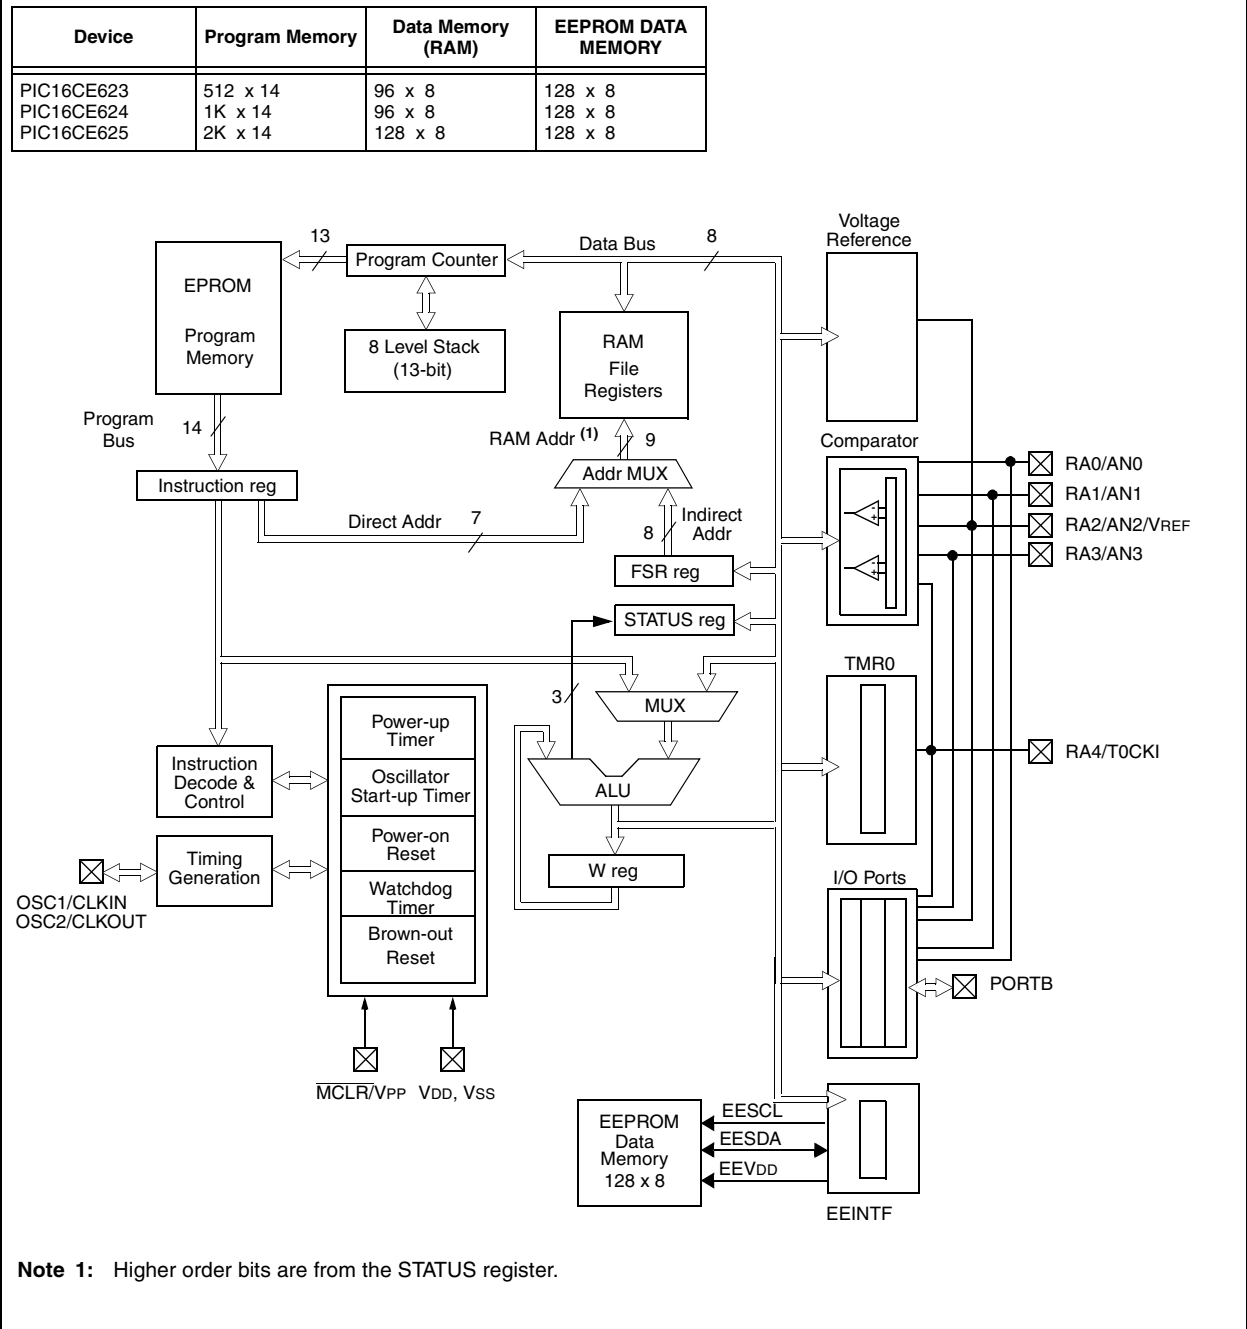 Device Program Memory Data Memory (RAM) EEPROM DATA MEMORY
PIC16CE623 512 x 14 96 x 8 128 x 8
PIC16CE624 1K x 14 96 x 8 128 x 8
PIC16CE625 2K x 14 128 x 8 128 x 8
Voltage
Reference
13
Program Counter
Data Bus
8
EPROM
Program
Memory
8 Level Stack
(13-bit)
RAM
File
Registers
Program
Bus
14
RAM Addr (1)
9
Comparator
Addr MUX
Instruction reg
Direct Addr
7
8
Indirect
Addr
RA0/AN0
RA1/AN1
RA2/AN2/VREF
RA3/AN3
-
+
-
+
FSR reg
STATUS reg
TMR0
3
MUX
Power-up
Timer
Oscillator
Start-up Timer
Power-on
Reset
Watchdog
Timer
Brown-out
Reset
Instruction
Decode &
Control
ALU
RA4/T0CKI
Timing
Generation
W reg
OSC1/CLKIN
OSC2/CLKOUT
I/O Ports
PORTB
MCLR/VPP
VDD, VSS
EEPROM
Data
Memory
128 x 8
EESCL
EESDA
EEVDD
EEINTF
Note 1: Higher order bits are from the STATUS register.